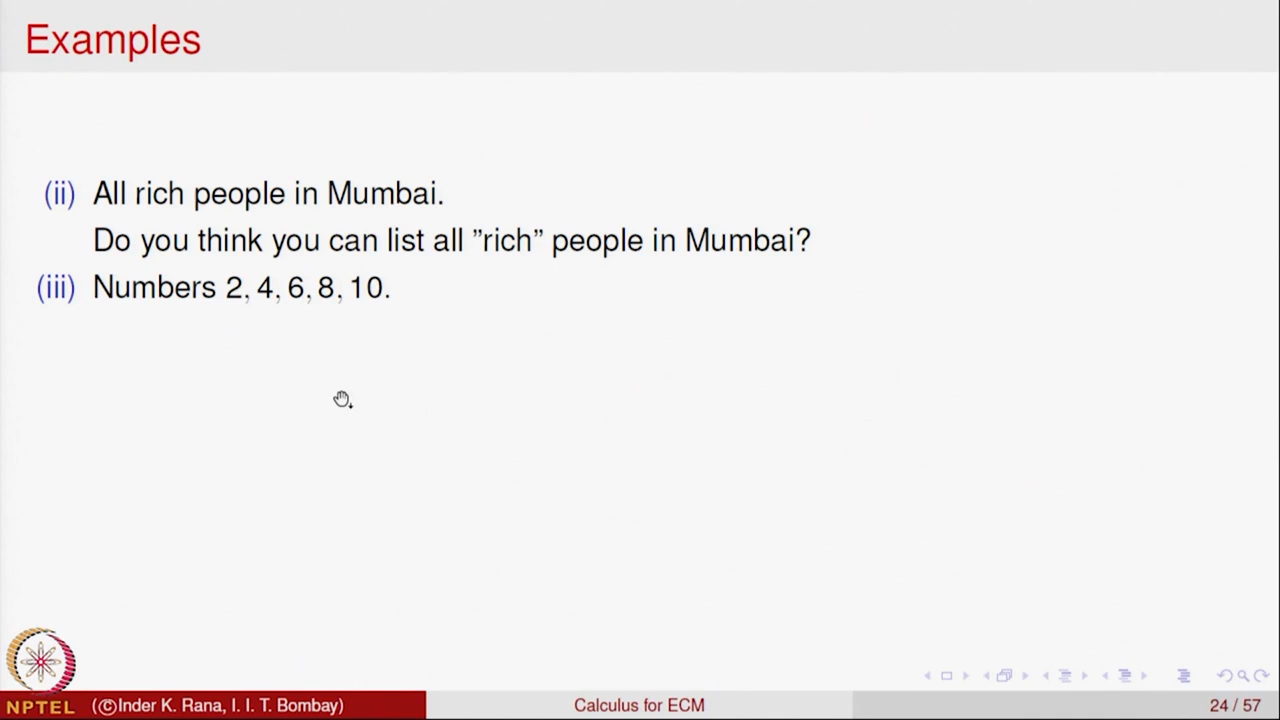 Examples
(ii) All rich people in Mumbai.
Do you think you can list all ”rich” people in Mumbai?
(iii) Numbers 2, 4, 6, 8, 10.
NPTEL (©Inder K. Rana, I. I. T. Bombay) Calculus for ECM 24 / 57